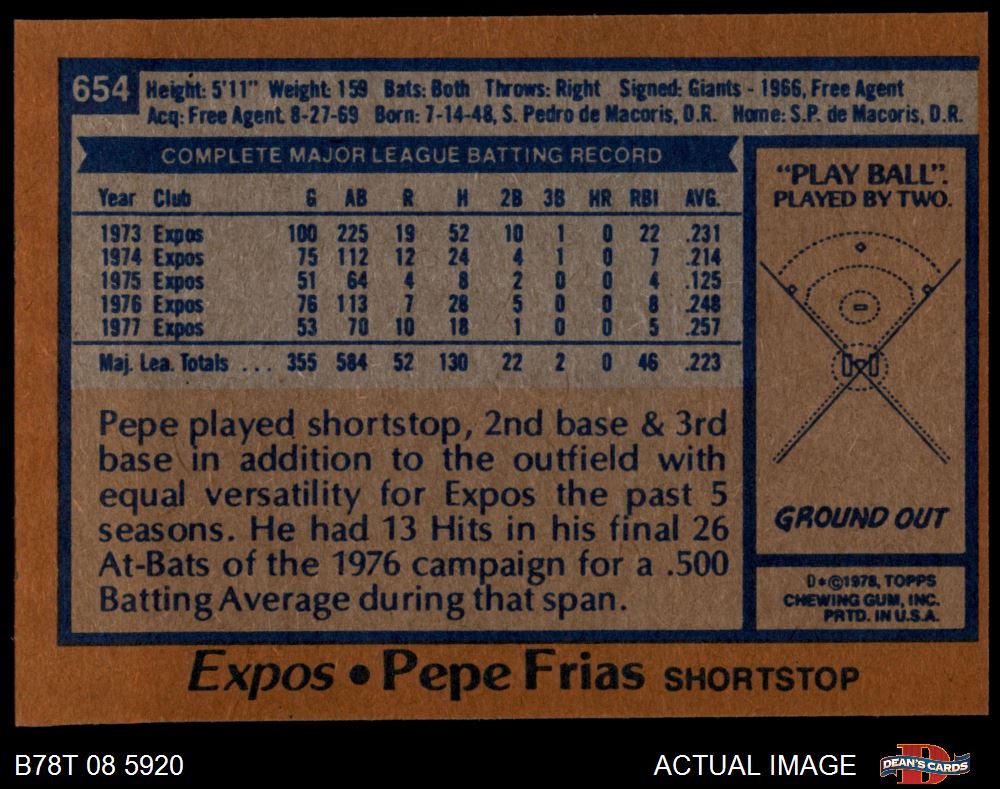 654
Height: 5'11" Weight: 159 Bats: Both Throws: Right Signed: Giants - 1966, Free Agent
Acq: Free Agent 8-27-69 Born: 7-14-48, S. Pedro de Macoris, D.R. Home: S.P. de Macoris, D.R.
COMPLETE MAJOR LEAGUE BATTING RECORD
Year Club G AB R H 2B 3B HR RBI AVG.
1973 Expos 100 225 19 52 10 1 0 22 .231
1974 Expos 75 112 12 24 4 1 0 7 .214
1975 Expos 51 64 4 8 2 0 0 4 .125
1976 Expos 76 113 7 28 5 0 0 8 .248
1977 Expos 53 70 10 18 1 0 0 5 .257
Maj. Lea. Totals ... 355 584 52 130 22 2 0 46 .223
Pepe played shortstop, 2nd base & 3rd
base in addition to the outfield with
equal versatility for Expos the past 5
seasons. He had 13 Hits in his final 26
At-Bats of the 1976 campaign for a .500
Batting Average during that span.
"PLAY BALL".
PLAYED BY TWO.
GROUND OUT
D*©1978, TOPPS
CHEWING GUM, INC.
PRTD. IN U.S.A.
Expos • Pepe Frias SHORTSTOP
B78T 08 5920
ACTUAL IMAGE
DEAN'S CARDS